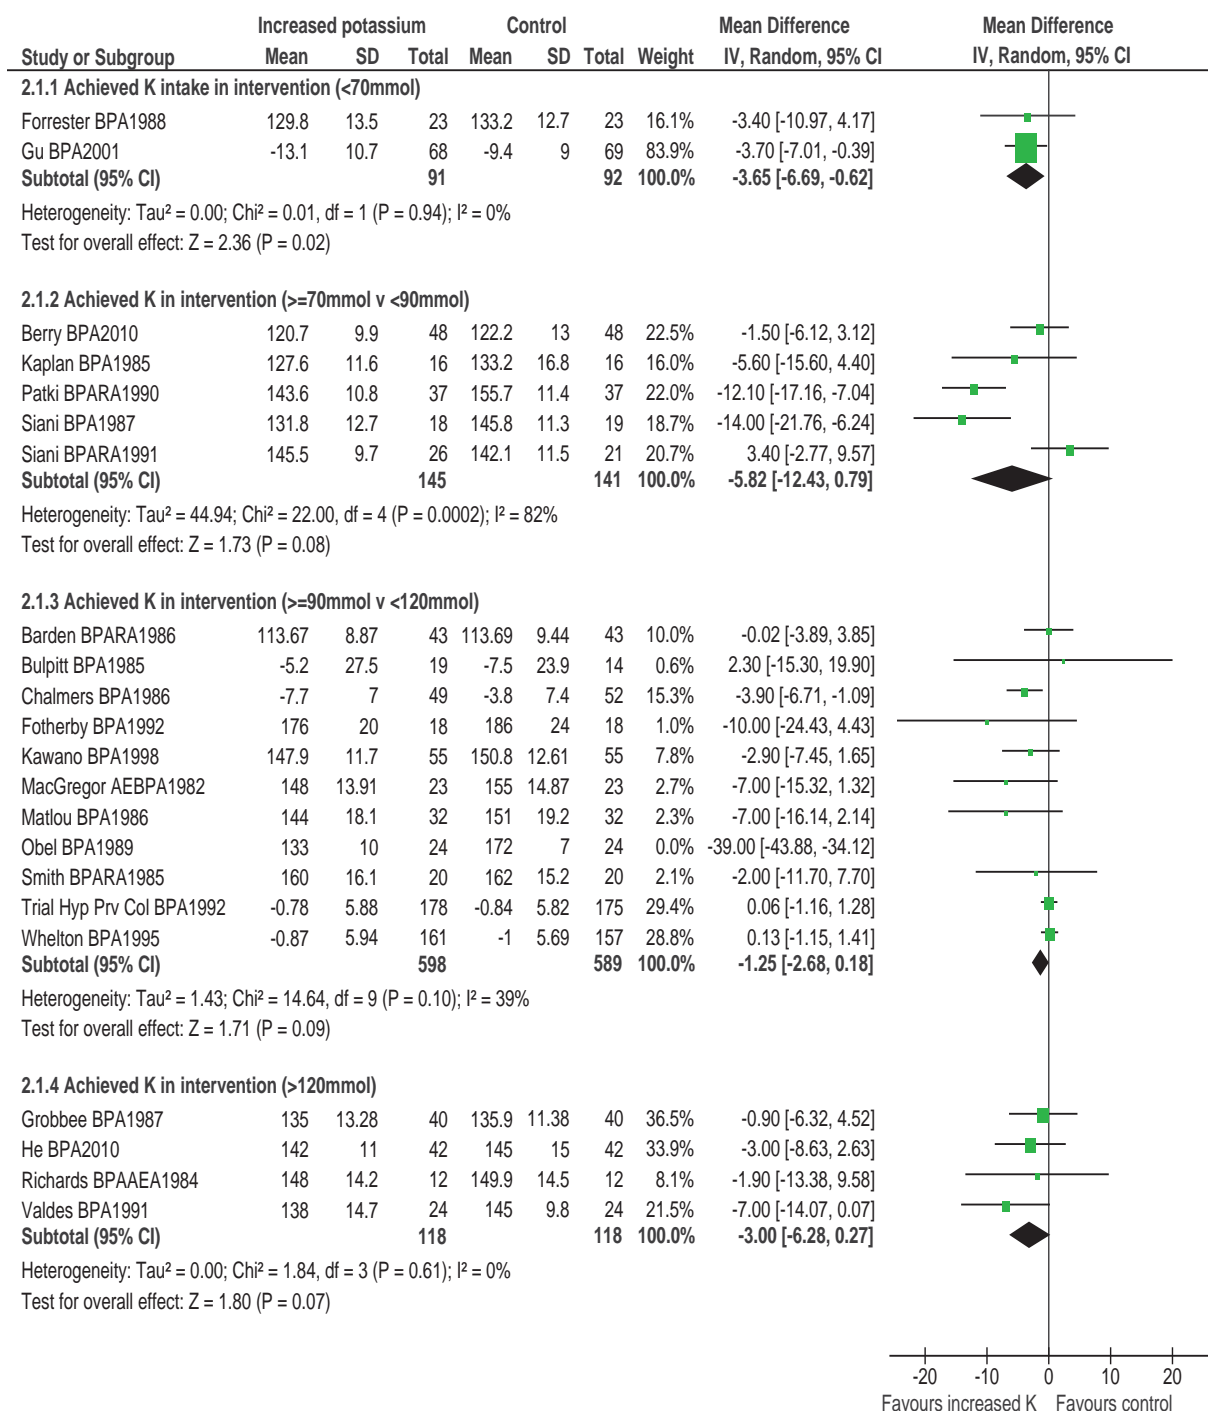 Increased potassium Control Mean Difference Mean Difference
Study or Subgroup Mean SD Total Mean SD Total Weight IV, Random, 95% CI IV, Random, 95% CI
2.1.1 Achieved K intake in intervention (<70mmol)
Forrester BPA1988 129.8 13.5 23 133.2 12.7 23 16.1% -3.40 [-10.97, 4.17]
Gu BPA2001 -13.1 10.7 68 -9.4 9 69 83.9% -3.70 [-7.01, -0.39]
Subtotal (95% CI) 91 92 100.0% -3.65 [-6.69, -0.62]
Heterogeneity: Tau² = 0.00; Chi² = 0.01, df = 1 (P = 0.94); I² = 0%
Test for overall effect: Z = 2.36 (P = 0.02)
2.1.2 Achieved K in intervention (>=70mmol v <90mmol)
Berry BPA2010 120.7 9.9 48 122.2 13 48 22.5% -1.50 [-6.12, 3.12]
Kaplan BPA1985 127.6 11.6 16 133.2 16.8 16 16.0% -5.60 [-15.60, 4.40]
Patki BPARA1990 143.6 10.8 37 155.7 11.4 37 22.0% -12.10 [-17.16, -7.04]
Siani BPA1987 131.8 12.7 18 145.8 11.3 19 18.7% -14.00 [-21.76, -6.24]
Siani BPARA1991 145.5 9.7 26 142.1 11.5 21 20.7% 3.40 [-2.77, 9.57]
Subtotal (95% CI) 145 141 100.0% -5.82 [-12.43, 0.79]
Heterogeneity: Tau² = 44.94; Chi² = 22.00, df = 4 (P = 0.0002); I² = 82%
Test for overall effect: Z = 1.73 (P = 0.08)
2.1.3 Achieved K in intervention (>=90mmol v <120mmol)
Barden BPARA1986 113.67 8.87 43 113.69 9.44 43 10.0% -0.02 [-3.89, 3.85]
Bulpitt BPA1985 -5.2 27.5 19 -7.5 23.9 14 0.6% 2.30 [-15.30, 19.90]
Chalmers BPA1986 -7.7 7 49 -3.8 7.4 52 15.3% -3.90 [-6.71, -1.09]
Fotherby BPA1992 176 20 18 186 24 18 1.0% -10.00 [-24.43, 4.43]
Kawano BPA1998 147.9 11.7 55 150.8 12.61 55 7.8% -2.90 [-7.45, 1.65]
MacGregor AEBPA1982 148 13.91 23 155 14.87 23 2.7% -7.00 [-15.32, 1.32]
Matlou BPA1986 144 18.1 32 151 19.2 32 2.3% -7.00 [-16.14, 2.14]
Obel BPA1989 133 10 24 172 7 24 0.0% -39.00 [-43.88, -34.12]
Smith BPARA1985 160 16.1 20 162 15.2 20 2.1% -2.00 [-11.70, 7.70]
Trial Hyp Prv Col BPA1992 -0.78 5.88 178 -0.84 5.82 175 29.4% 0.06 [-1.16, 1.28]
Whelton BPA1995 -0.87 5.94 161 -1 5.69 157 28.8% 0.13 [-1.15, 1.41]
Subtotal (95% CI) 598 589 100.0% -1.25 [-2.68, 0.18]
Heterogeneity: Tau² = 1.43; Chi² = 14.64, df = 9 (P = 0.10); I² = 39%
Test for overall effect: Z = 1.71 (P = 0.09)
2.1.4 Achieved K in intervention (>120mmol)
Grobbee BPA1987 135 13.28 40 135.9 11.38 40 36.5% -0.90 [-6.32, 4.52]
He BPA2010 142 11 42 145 15 42 33.9% -3.00 [-8.63, 2.63]
Richards BPAAEA1984 148 14.2 12 149.9 14.5 12 8.1% -1.90 [-13.38, 9.58]
Valdes BPA1991 138 14.7 24 145 9.8 24 21.5% -7.00 [-14.07, 0.07]
Subtotal (95% CI) 118 118 100.0% -3.00 [-6.28, 0.27]
Heterogeneity: Tau² = 0.00; Chi² = 1.84, df = 3 (P = 0.61); I² = 0%
Test for overall effect: Z = 1.80 (P = 0.07)
-20 -10 0 10 20
Favours increased K Favours control